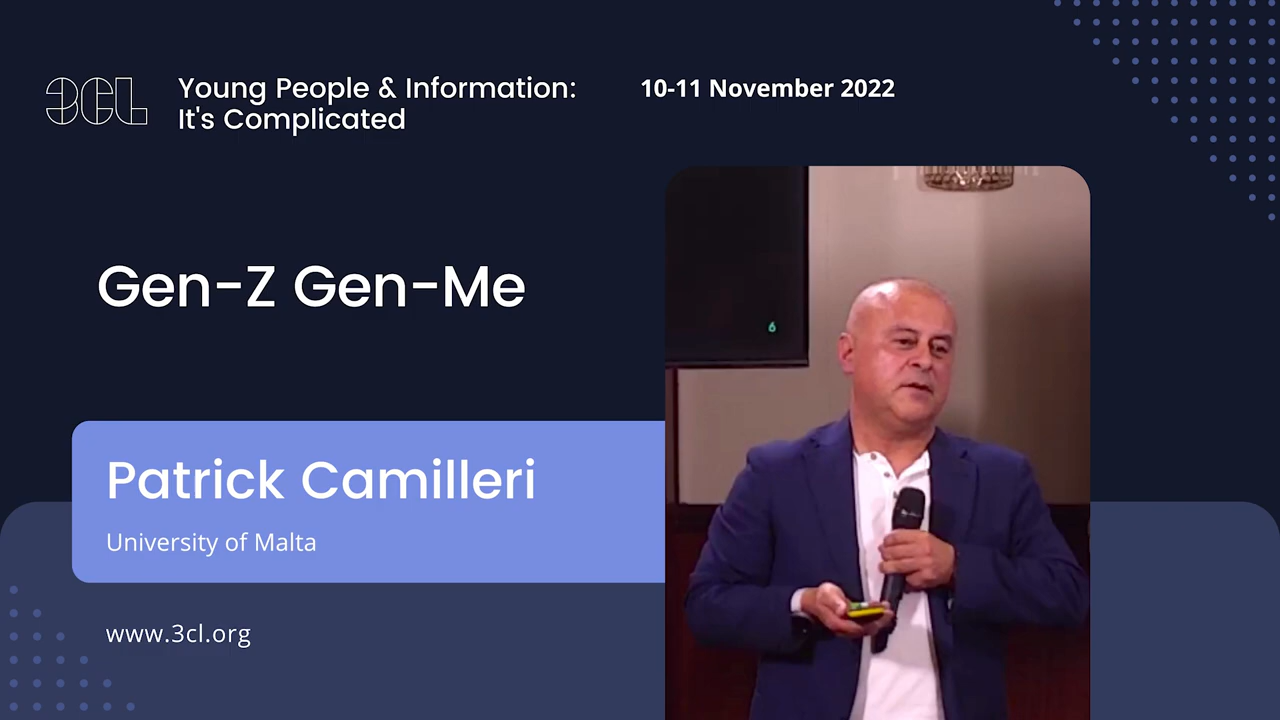 3CL
Young People & Information:
It's Complicated
10-11 November 2022
Gen-Z Gen-Me
6
Patrick Camilleri
University of Malta
www.3cl.org